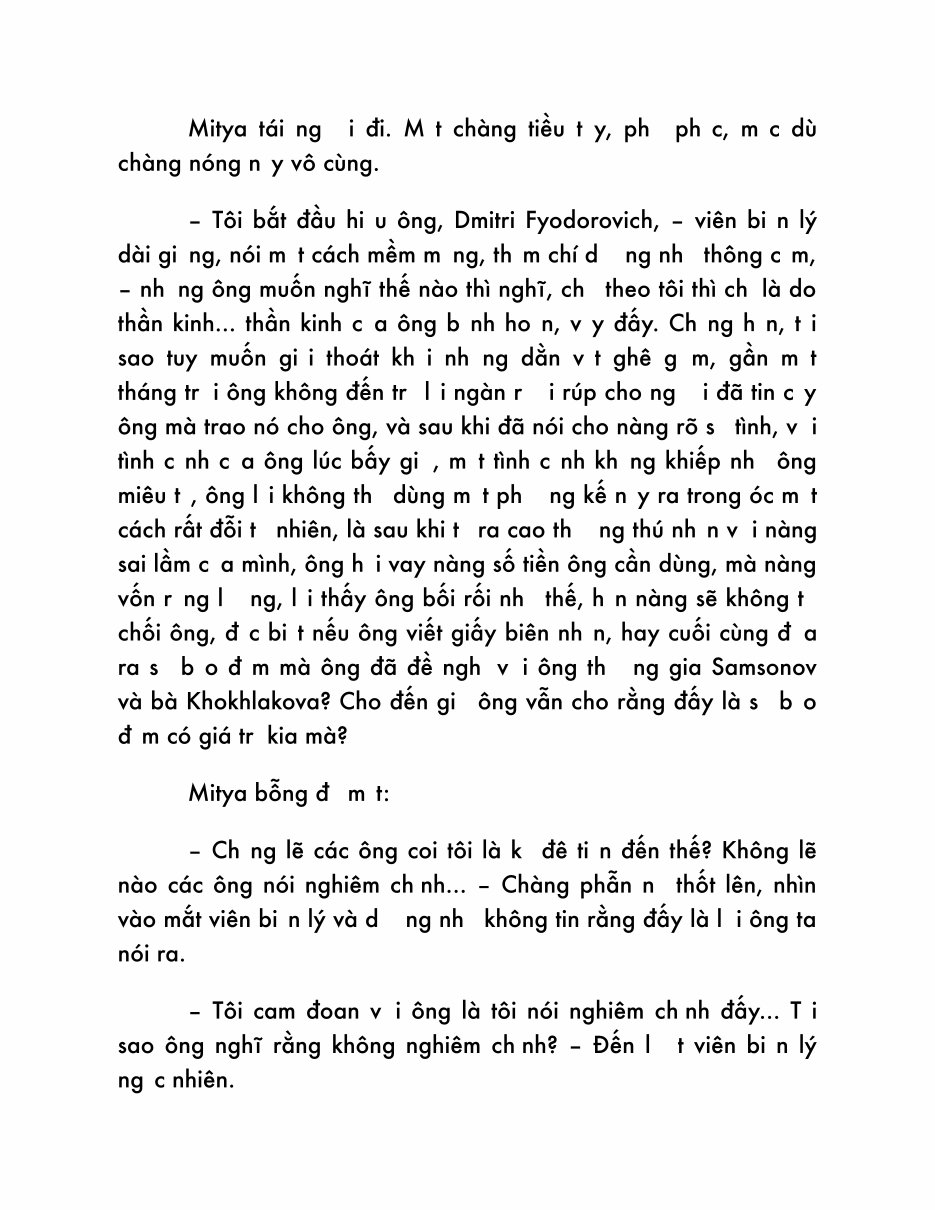 Mitya tái ng i đi. M t chàng tiều t y, ph ph c, m c dù
chàng nóng n y vô cùng.
– Tôi bắt đầu hi u ông, Dmitri Fyodorovich, – viên bi n lý
dài gi ng, nói m t cách mềm m ng, th m chí d ng nh thông c m,
– nh ng ông muốn nghĩ thế nào thì nghĩ, ch theo tôi thì ch là do
thần kinh... thần kinh c a ông b nh ho n, v y đấy. Ch ng h n, t i
sao tuy muốn gi i thoát kh i nh ng dằn v t ghê g m, gần m t
tháng tr i ông không đến tr l i ngàn r i rúp cho ng i đã tin c y
ông mà trao nó cho ông, và sau khi đã nói cho nàng rõ s tình, v i
tình c nh c a ông lúc bấy gi , m t tình c nh kh ng khiếp nh ông
miêu t , ông l i không th dùng m t ph ng kế n y ra trong óc m t
cách rất đỗi t nhiên, là sau khi t ra cao th ng thú nh n v i nàng
sai lầm c a mình, ông h i vay nàng số tiền ông cần dùng, mà nàng
vốn r ng l ng, l i thấy ông bối rối nh thế, h n nàng sẽ không t
chối ông, đ c bi t nếu ông viết giấy biên nh n, hay cuối cùng đ a
ra s b o đ m mà ông đã đề ngh v i ông th ng gia Samsonov
và bà Khokhlakova? Cho đến gi ông vẫn cho rằng đấy là s b o
đ m có giá tr kia mà?
Mitya bỗng đ m t:
– Ch ng lẽ các ông coi tôi là k đê ti n đến thế? Không lẽ
nào các ông nói nghiêm ch nh... – Chàng phẫn n thốt lên, nhìn
vào mắt viên bi n lý và d ng nh không tin rằng đấy là l i ông ta
nói ra.
– Tôi cam đoan v i ông là tôi nói nghiêm ch nh đấy... T i
sao ông nghĩ rằng không nghiêm ch nh? – Đến l t viên bi n lý
ng c nhiên.